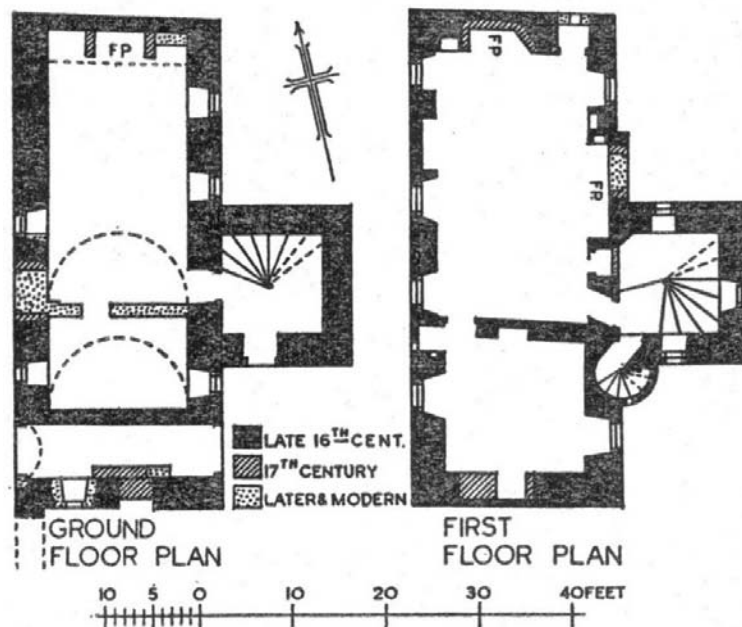 FP
FP
FP
LATE 16TH CENT.
17TH CENTURY
LATER & MODERN
GROUND
FLOOR PLAN
FIRST
FLOOR PLAN
10 5 0 10 20 30 40 FEET